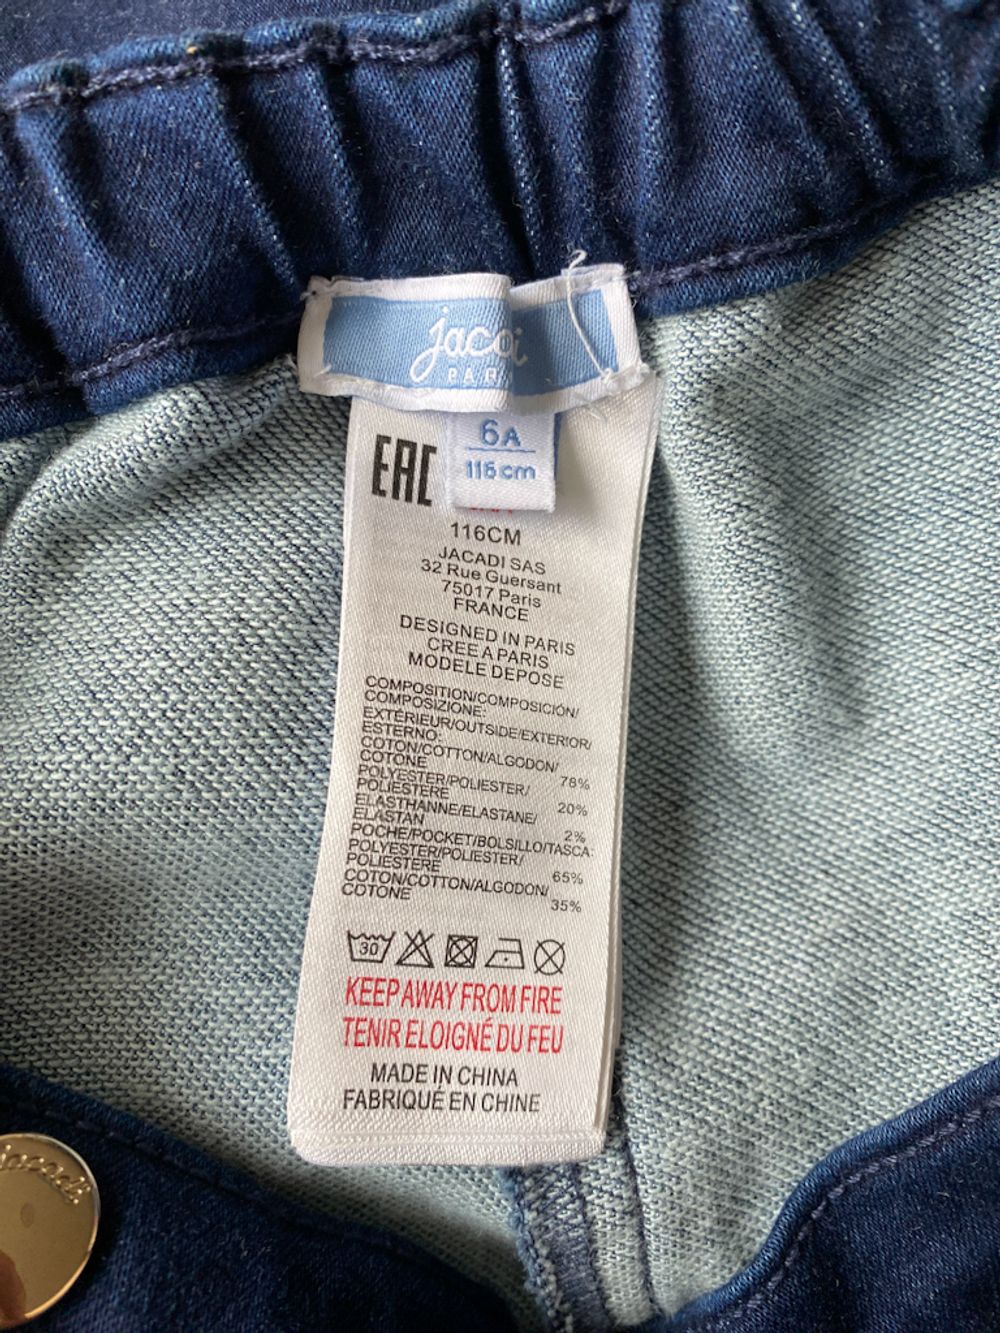 jacadi
PARIS
6A
116cm
EAC
116CM
JACADI SAS
32 Rue Guersant
75017 Paris
FRANCE
DESIGNED IN PARIS
CREE A PARIS
MODELE DEPOSE
COMPOSITION/COMPOSICIÓN/
COMPOSIZIONE:
EXTÉRIEUR/OUTSIDE/EXTERIOR/
ESTERNO:
COTON/COTTON/ALGODON/
COTONE 78%
POLYESTER/POLIESTER/
POLIESTERE 20%
ELASTHANNE/ELASTANE/
ELASTAN 2%
POCHE/POCKET/BOLSILLO/TASCA:
POLYESTER/POLIESTER/
POLIESTERE 65%
COTON/COTTON/ALGODON/
COTONE 35%
30
KEEP AWAY FROM FIRE
TENIR ELOIGNÉ DU FEU
MADE IN CHINA
FABRIQUÉ EN CHINE
jacadi